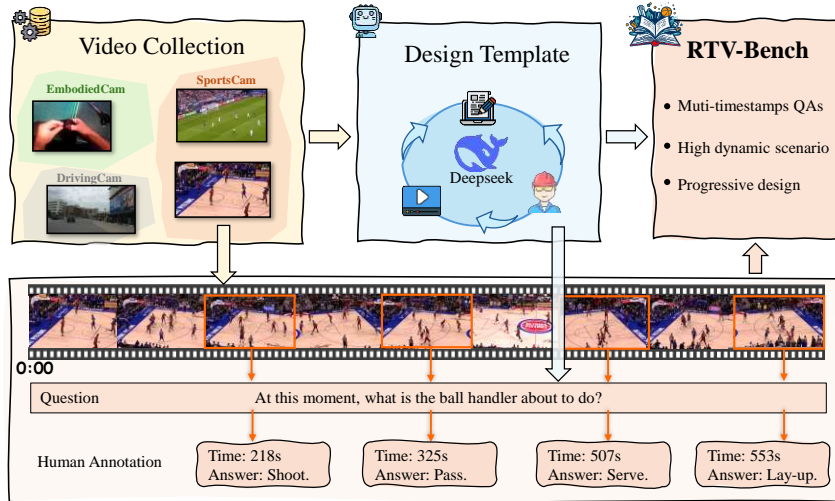 Video Collection
EmbodiedCam
SportsCam
DrivingCam
Design Template
Deepseek
RTV-Bench
• Muti-timestamps QAs
• High dynamic scenario
• Progressive design
0:00
Question
At this moment, what is the ball handler about to do?
Human Annotation
Time: 218s
Answer: Shoot.
Time: 325s
Answer: Pass.
Time: 507s
Answer: Serve.
Time: 553s
Answer: Lay-up.